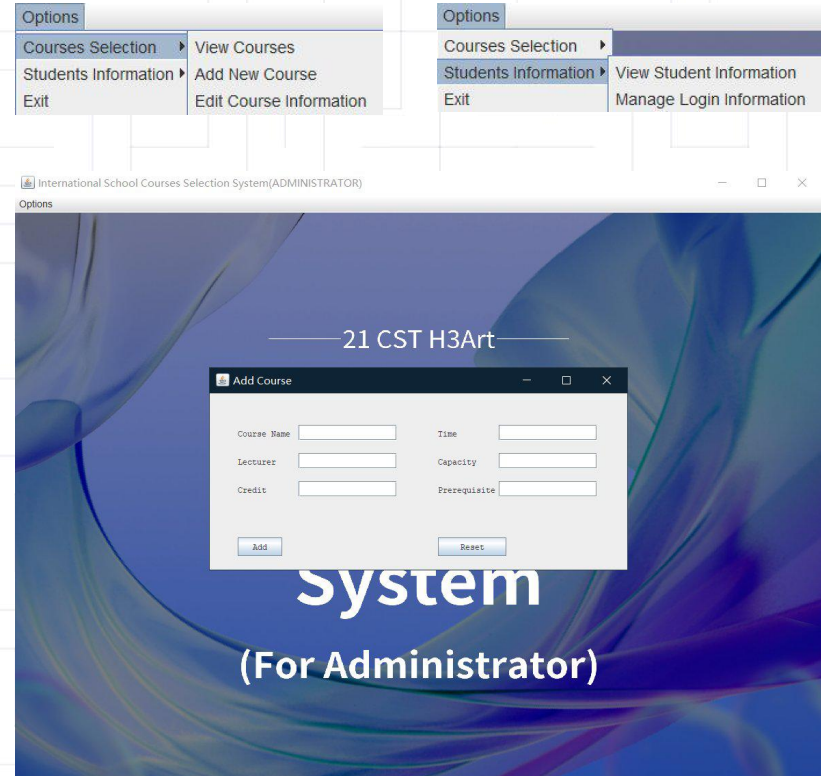 Options
Courses Selection View Courses
Students Information Add New Course
Exit Edit Course Information
Options
Courses Selection
Students Information View Student Information
Exit Manage Login Information
International School Courses Selection System(ADMINISTRATOR)
Options
21 CST H3Art
Add Course
Course Name Time
Lecturer Capacity
Credit Prerequisite
Add Reset
System
(For Administrator)